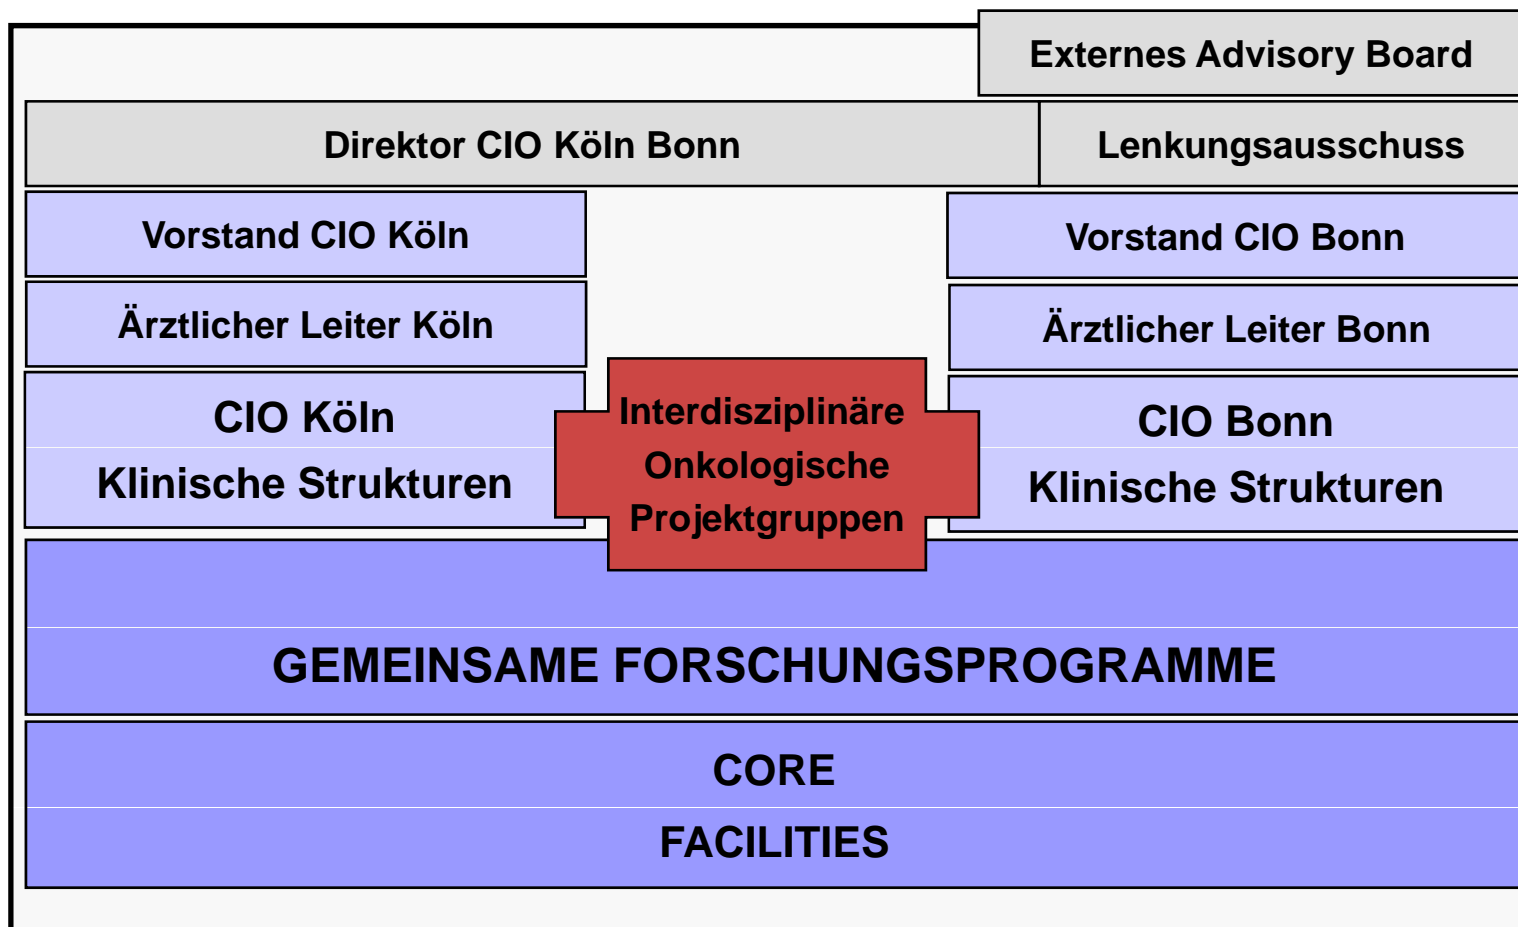 Externes Advisory Board
Direktor CIO Köln Bonn
Lenkungsausschuss
Vorstand CIO Köln
Vorstand CIO Bonn
Ärztlicher Leiter Köln
Ärztlicher Leiter Bonn
CIO Köln
Klinische Strukturen
Interdisziplinäre
Onkologische
Projektgruppen
CIO Bonn
Klinische Strukturen
GEMEINSAME FORSCHUNGSPROGRAMME
CORE
FACILITIES